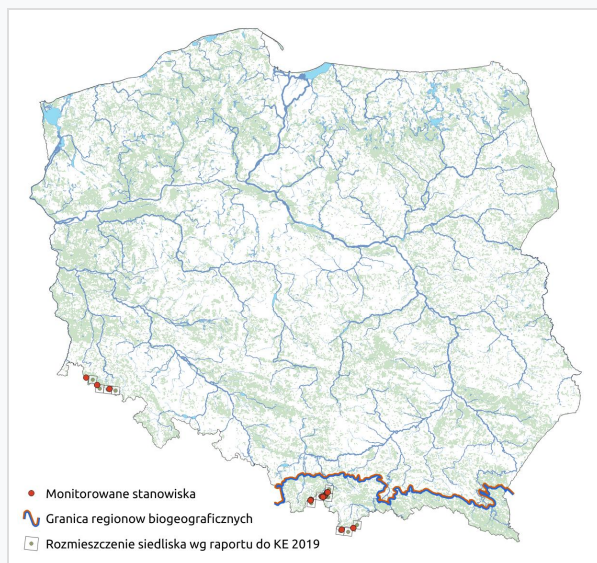 Monitorowane stanowiska
Granica regionow biogeograficznych
Rozmieszczenie siedliska wg raportu do KE 2019